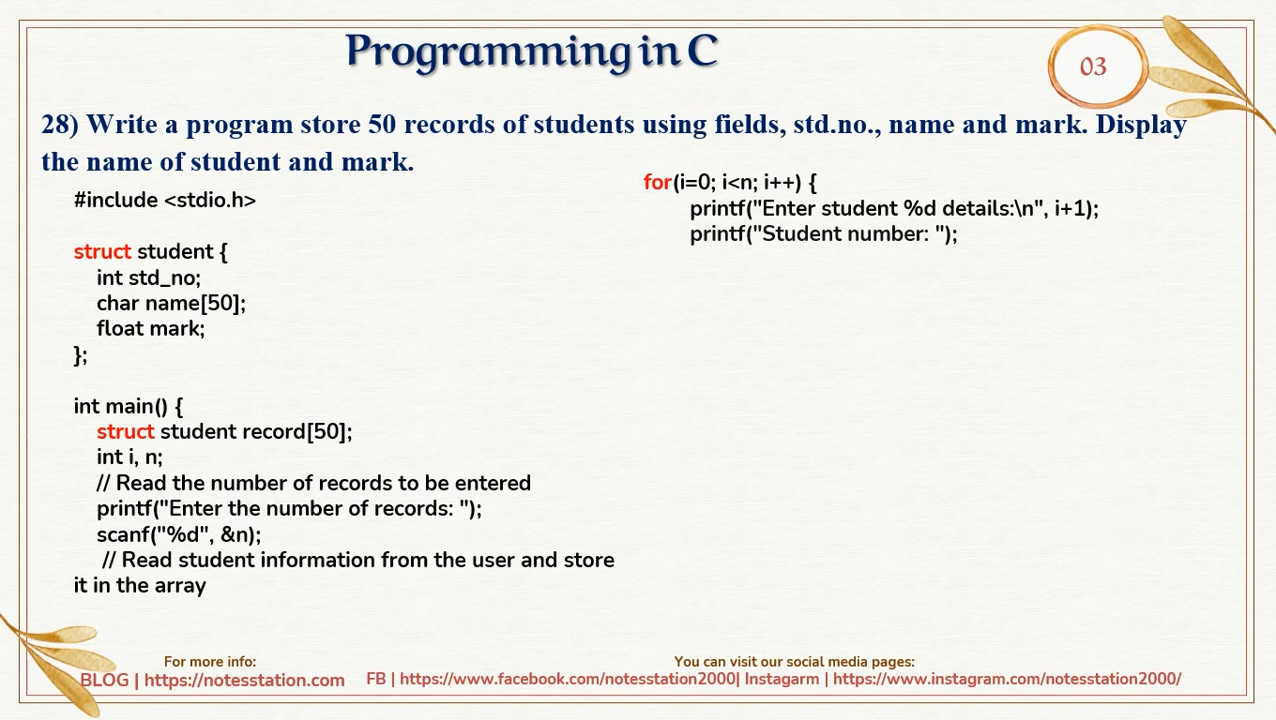 Programming in C
03
28) Write a program store 50 records of students using fields, std.no., name and mark. Display
the name of student and mark.
#include <stdio.h>
struct student {
int std_no;
char name[50];
float mark;
};
int main() {
struct student record[50];
int i, n;
// Read the number of records to be entered
printf("Enter the number of records: ");
scanf("%d", &n);
// Read student information from the user and store
it in the array
for(i=0; i<n; i++) {
printf("Enter student %d details:\n", i+1);
printf("Student number: ");
For more info:
BLOG | https://notesstation.com
You can visit our social media pages:
FB | https://www.facebook.com/notesstation2000| Instagarm | https://www.instagram.com/notesstation2000/